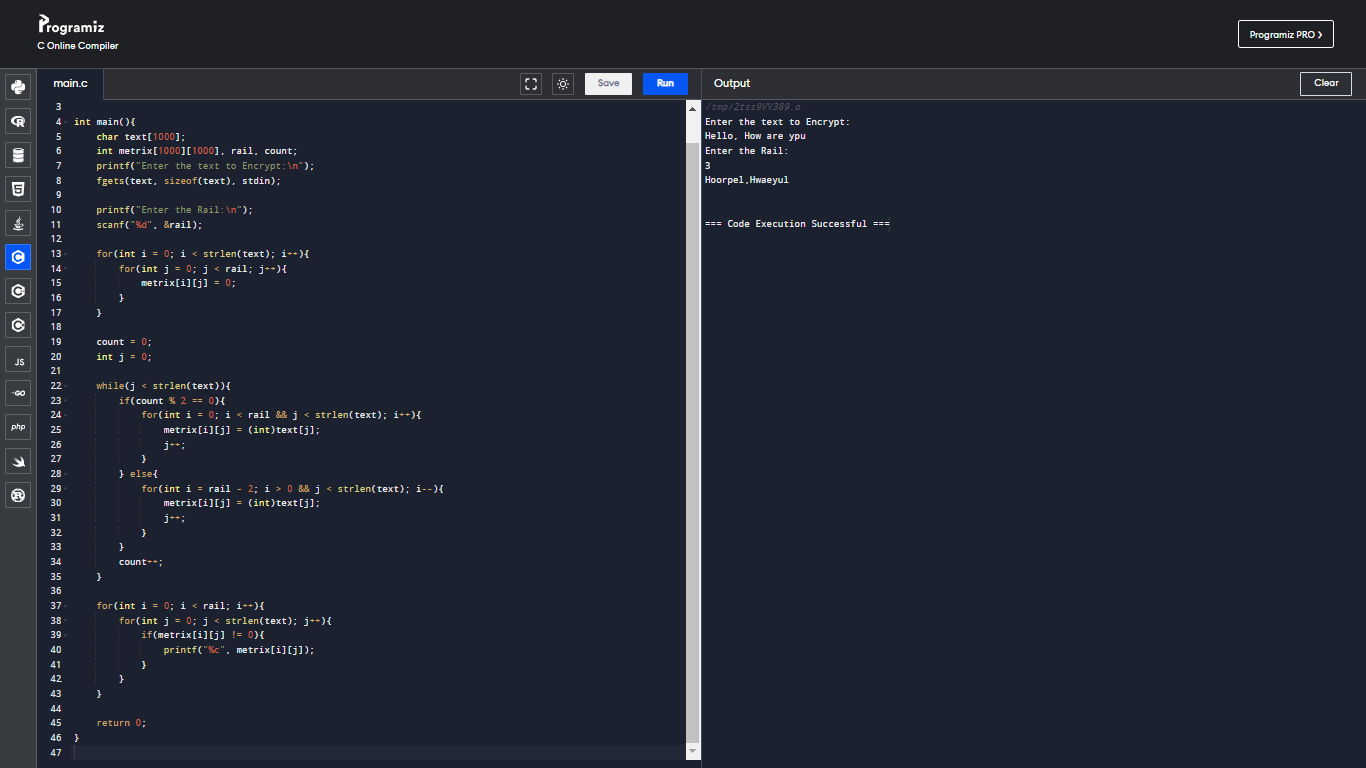 Programiz
C Online Compiler
Programiz PRO >
main.c
Save
Run
Output
Clear
3
4 int main(){
5     char text[1000];
6     int metrix[1000][1000], rail, count;
7     printf("Enter the text to Encrypt:\n");
8     fgets(text, sizeof(text), stdin);
9
10     printf("Enter the Rail:\n");
11     scanf("%d", &rail);
12
13     for(int i = 0; i < strlen(text); i++){
14         for(int j = 0; j < rail; j++){
15             metrix[i][j] = 0;
16         }
17     }
18
19     count = 0;
20     int j = 0;
21
22     while(j < strlen(text)){
23         if(count % 2 == 0){
24             for(int i = 0; i < rail && j < strlen(text); i++){
25                 metrix[i][j] = (int)text[j];
26                 j++;
27             }
28         } else{
29             for(int i = rail - 2; i > 0 && j < strlen(text); i--){
30                 metrix[i][j] = (int)text[j];
31                 j++;
32             }
33         }
34         count++;
35     }
36
37     for(int i = 0; i < rail; i++){
38         for(int j = 0; j < strlen(text); j++){
39             if(metrix[i][j] != 0){
40                 printf("%c", metrix[i][j]);
41             }
42         }
43     }
44
45     return 0;
46 }
47
/tmp/2tss9VV389.o
Enter the text to Encrypt:
Hello, How are ypu
Enter the Rail:
3
Hoorpel,Hwaeyul
=== Code Execution Successful ===
R
JS
GO
php